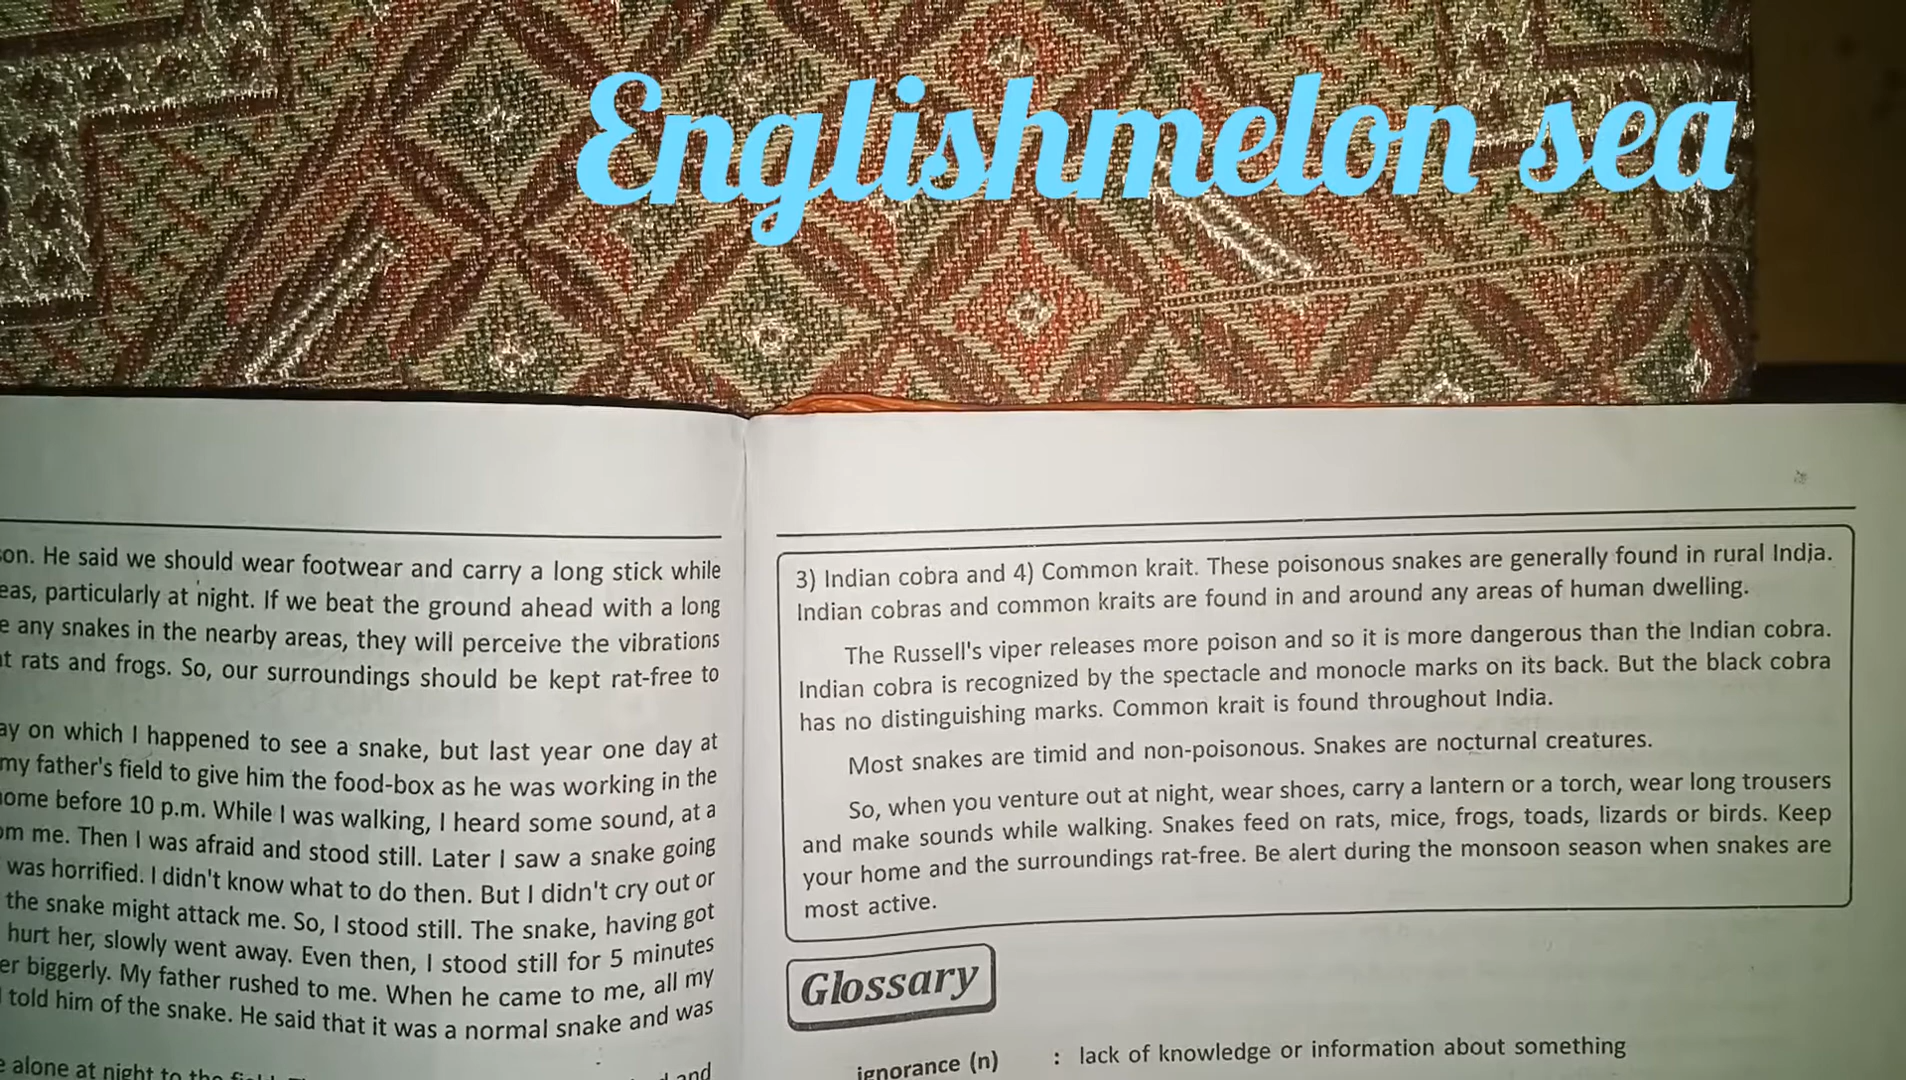 Englishmelon sea
on. He said we should wear footwear and carry a long stick while
eas, particularly at night. If we beat the ground ahead with a long
e any snakes in the nearby areas, they will perceive the vibrations
t rats and frogs. So, our surroundings should be kept rat-free to
ay on which I happened to see a snake, but last year one day at
my father's field to give him the food-box as he was working in the
ome before 10 p.m. While I was walking, I heard some sound, at a
om me. Then I was afraid and stood still. Later I saw a snake going
was horrified. I didn't know what to do then. But I didn't cry out or
the snake might attack me. So, I stood still. The snake, having got
hurt her, slowly went away. Even then, I stood still for 5 minutes
er biggerly. My father rushed to me. When he came to me, all my
told him of the snake. He said that it was a normal snake and was
e alone at night to the and
3) Indian cobra and 4) Common krait. These poisonous snakes are generally found in rural India.
Indian cobras and common kraits are found in and around any areas of human dwelling.
The Russell's viper releases more poison and so it is more dangerous than the Indian cobra.
Indian cobra is recognized by the spectacle and monocle marks on its back. But the black cobra
has no distinguishing marks. Common krait is found throughout India.
Most snakes are timid and non-poisonous. Snakes are nocturnal creatures.
So, when you venture out at night, wear shoes, carry a lantern or a torch, wear long trousers
and make sounds while walking. Snakes feed on rats, mice, frogs, toads, lizards or birds. Keep
your home and the surroundings rat-free. Be alert during the monsoon season when snakes are
most active.
Glossary
ignorance (n) : lack of knowledge or information about something